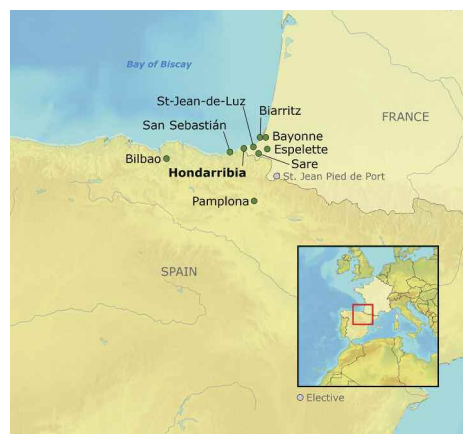 Bay of Biscay
St-Jean-de-Luz
Biarritz
FRANCE
San Sebastián
Bayonne
Espelette
Bilbao
Sare
Hondarribia
St. Jean Pied de Port
Pamplona
SPAIN
Elective